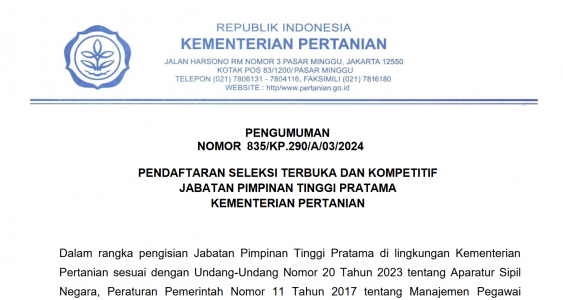 REPUBLIK INDONESIA
KEMENTERIAN PERTANIAN
JALAN HARSONO RM NOMOR 3 PASAR MINGGU, JAKARTA 12550
KOTAK POS 83/1200/PASAR MINGGU
TELEPON (021) 7806131 - 7804116, FAKSIMILI (021) 7816180
WEBSITE : http/www.pertanian.go.id
PENGUMUMAN
NOMOR 835/KP.290/A/03/2024
PENDAFTARAN SELEKSI TERBUKA DAN KOMPETITIF
JABATAN PIMPINAN TINGGI PRATAMA
KEMENTERIAN PERTANIAN
Dalam rangka pengisian Jabatan Pimpinan Tinggi Pratama di lingkungan Kementerian
Pertanian sesuai dengan Undang-Undang Nomor 20 Tahun 2023 tentang Aparatur Sipil
Negara, Peraturan Pemerintah Nomor 11 Tahun 2017 tentang Manajemen Pegawai